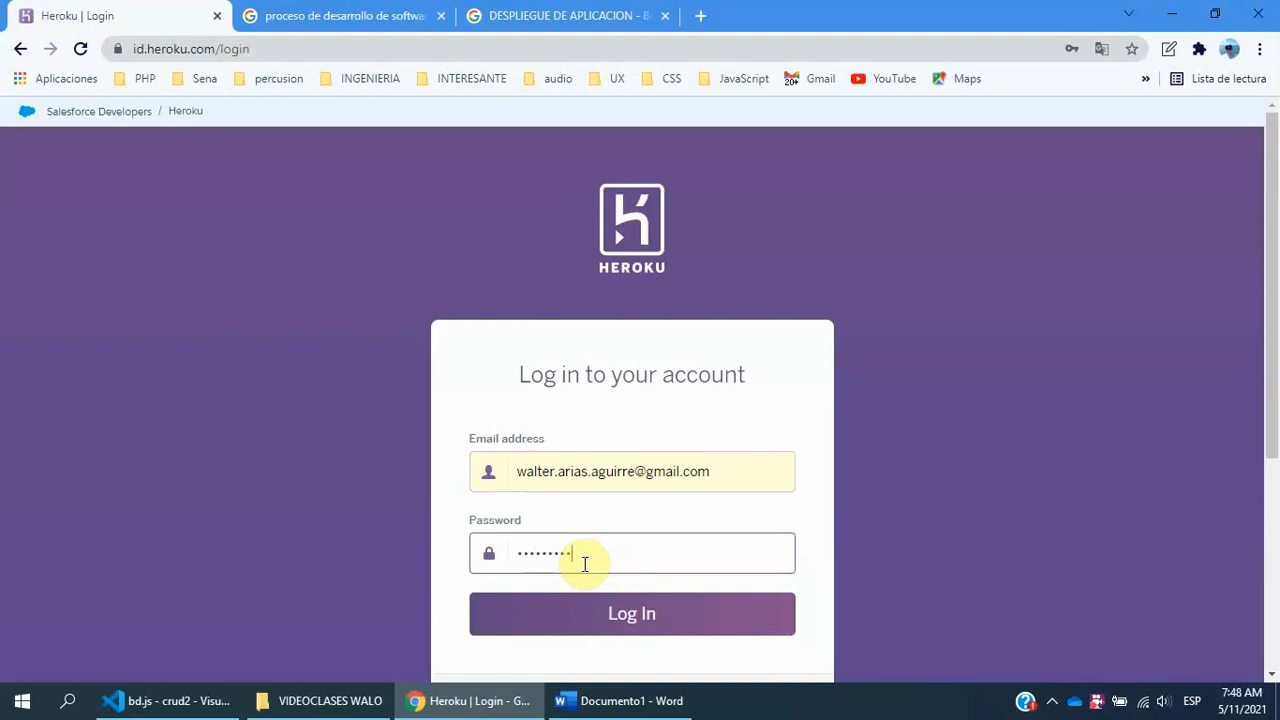 Heroku | Login
proceso de desarrollo de softwa
DESPLIEGUE DE APLICACION - B
id.heroku.com/login
Aplicaciones
PHP
Sena
percusion
INGENIERIA
INTERESANTE
audio
UX
CSS
JavaScript
20+
Gmail
YouTube
Maps
»
Lista de lectura
Salesforce Developers / Heroku
HEROKU
Log in to your account
Email address
walter.arias.aguirre@gmail.com
Password
•••••••••
Log In
bd.js - crud2 - Visu...
VIDEOCLASES WALO
Heroku | Login - G...
Documento1 - Word
ESP
7:48 AM
5/11/2021